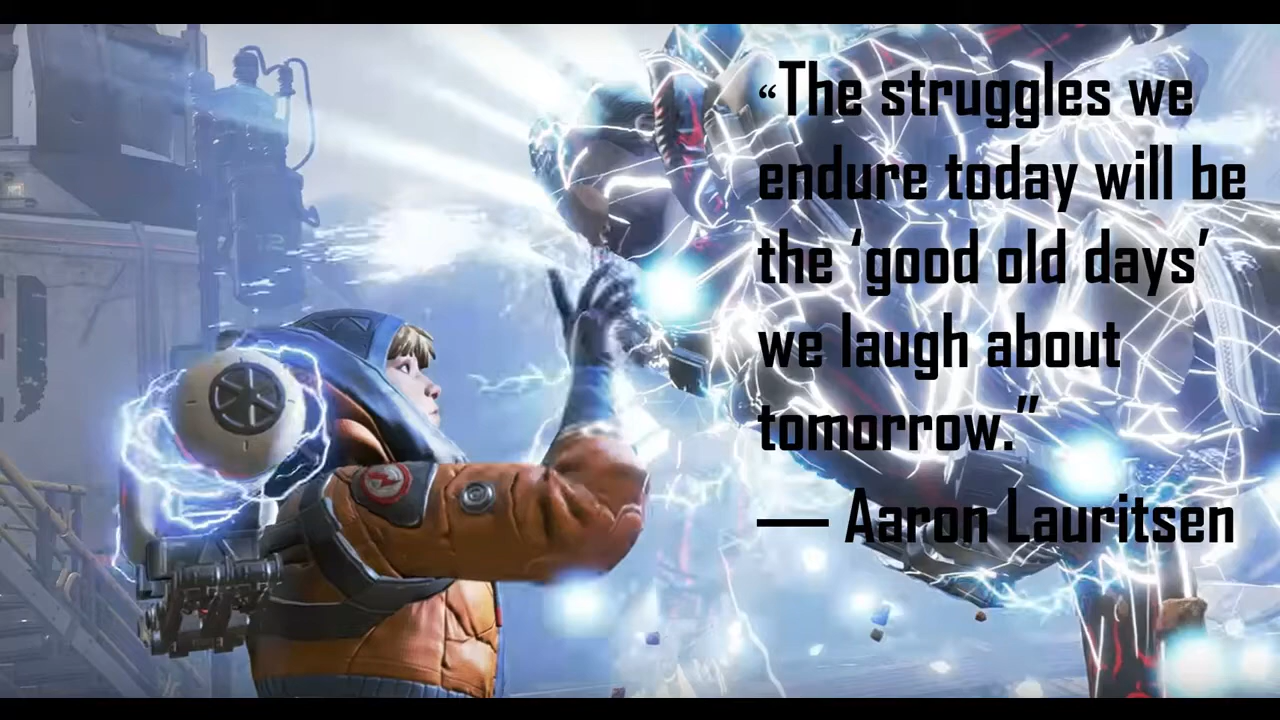 “The struggles we
endure today will be
the ‘good old days’
we laugh about
tomorrow.”
— Aaron Lauritsen